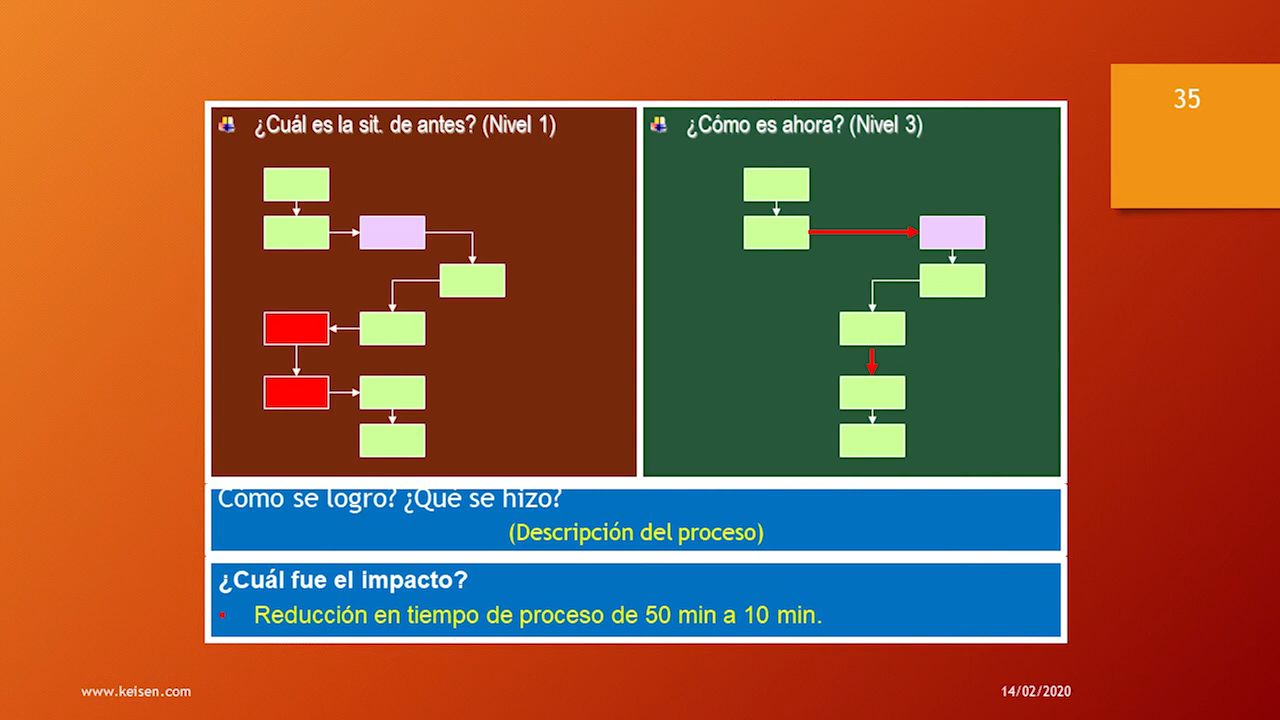 35
¿Cuál es la sit. de antes? (Nivel 1)
¿Cómo es ahora? (Nivel 3)
Cómo se logro? ¿Qué se hizo?
(Descripción del proceso)
¿Cuál fue el impacto?
Reducción en tiempo de proceso de 50 min a 10 min.
www.keisen.com
14/02/2020